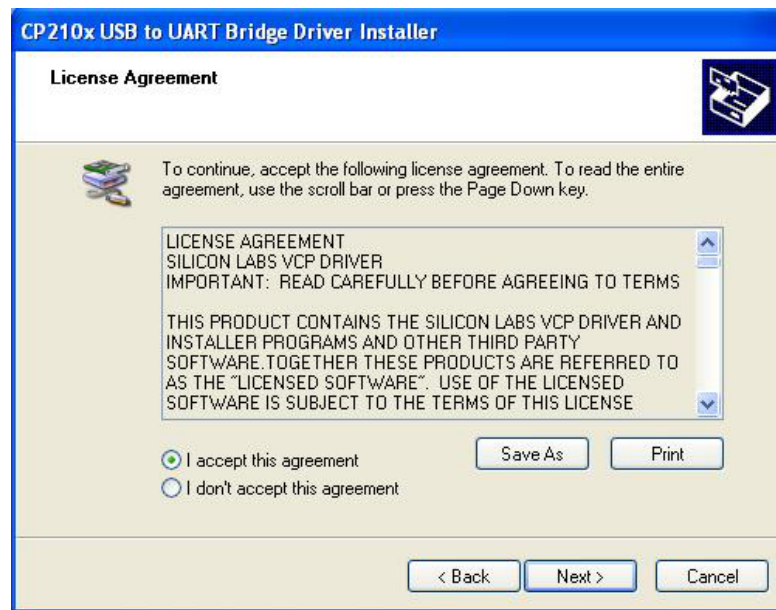 CP210x USB to UART Bridge Driver Installer
License Agreement
To continue, accept the following license agreement. To read the entire
agreement, use the scroll bar or press the Page Down key.
LICENSE AGREEMENT
SILICON LABS VCP DRIVER
IMPORTANT:  READ CAREFULLY BEFORE AGREEING TO TERMS
THIS PRODUCT CONTAINS THE SILICON LABS VCP DRIVER AND
INSTALLER PROGRAMS AND OTHER THIRD PARTY
SOFTWARE.TOGETHER THESE PRODUCTS ARE REFERRED TO
AS THE "LICENSED SOFTWARE".  USE OF THE LICENSED
SOFTWARE IS SUBJECT TO THE TERMS OF THIS LICENSE
I accept this agreement
Save As
Print
I don't accept this agreement
< Back
Next >
Cancel